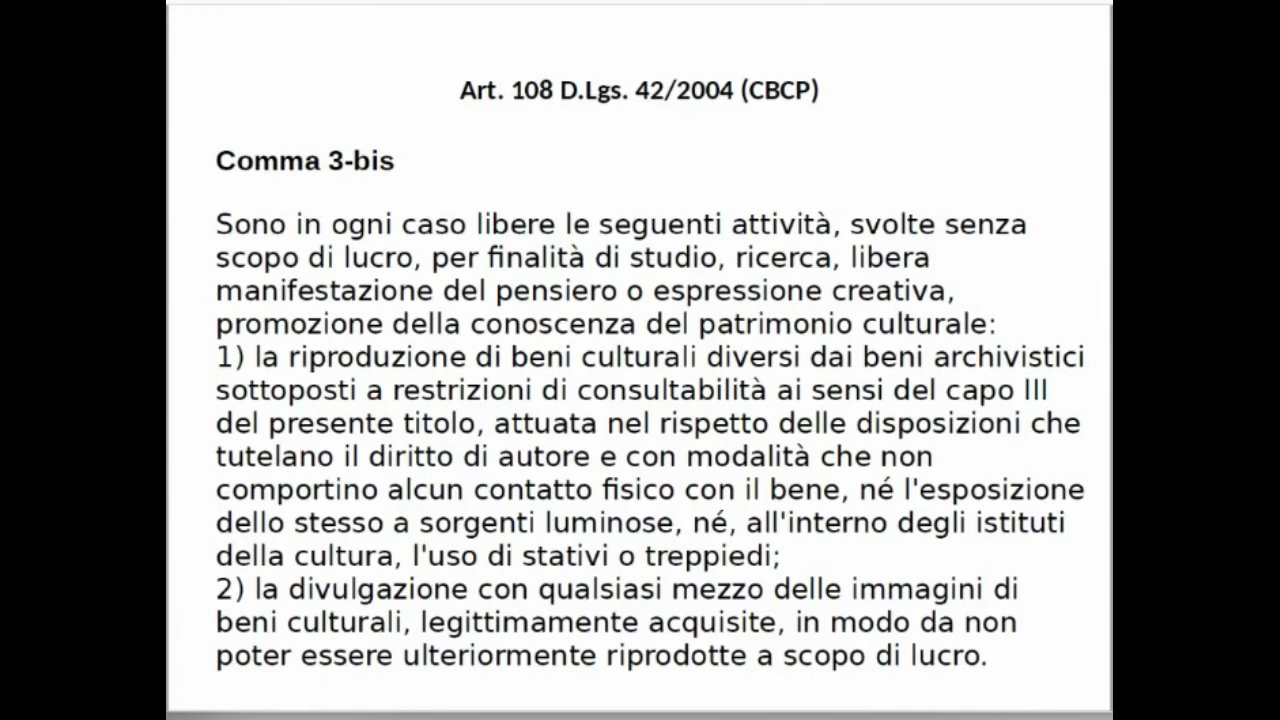 Art. 108 D.Lgs. 42/2004 (CBCP)
Comma 3-bis
Sono in ogni caso libere le seguenti attività, svolte senza
scopo di lucro, per finalità di studio, ricerca, libera
manifestazione del pensiero o espressione creativa,
promozione della conoscenza del patrimonio culturale:
1) la riproduzione di beni culturali diversi dai beni archivistici
sottoposti a restrizioni di consultabilità ai sensi del capo III
del presente titolo, attuata nel rispetto delle disposizioni che
tutelano il diritto di autore e con modalità che non
comportino alcun contatto fisico con il bene, né l'esposizione
dello stesso a sorgenti luminose, né, all'interno degli istituti
della cultura, l'uso di stativi o treppiedi;
2) la divulgazione con qualsiasi mezzo delle immagini di
beni culturali, legittimamente acquisite, in modo da non
poter essere ulteriormente riprodotte a scopo di lucro.